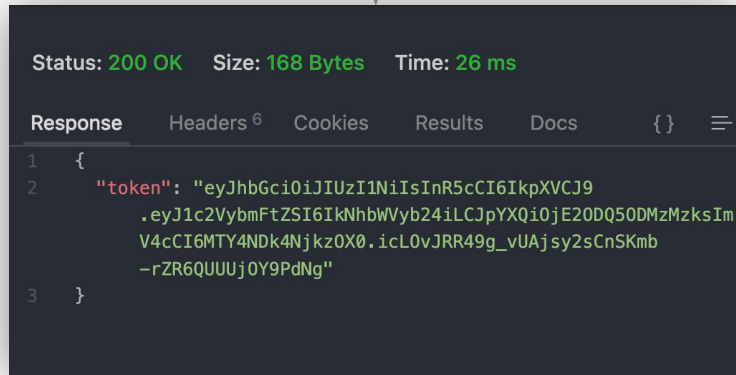 Status: 200 OK Size: 168 Bytes Time: 26 ms
Response Headers 6 Cookies Results Docs {}
1 {
2 "token": "eyJhbGciOiJIUzI1NiIsInR5cCI6IkpXVCJ9
.eyJ1c2VybmFtZSI6IkNhbWVyb24iLCJpYXQiOjE2ODQ5ODMzMzksIm
V4cCI6MTY4NDk4NjkzOX0.icLOvJRR49g_vUAjsy2sCnSKmb
-rZR6QUUUjOY9PdNg"
3 }